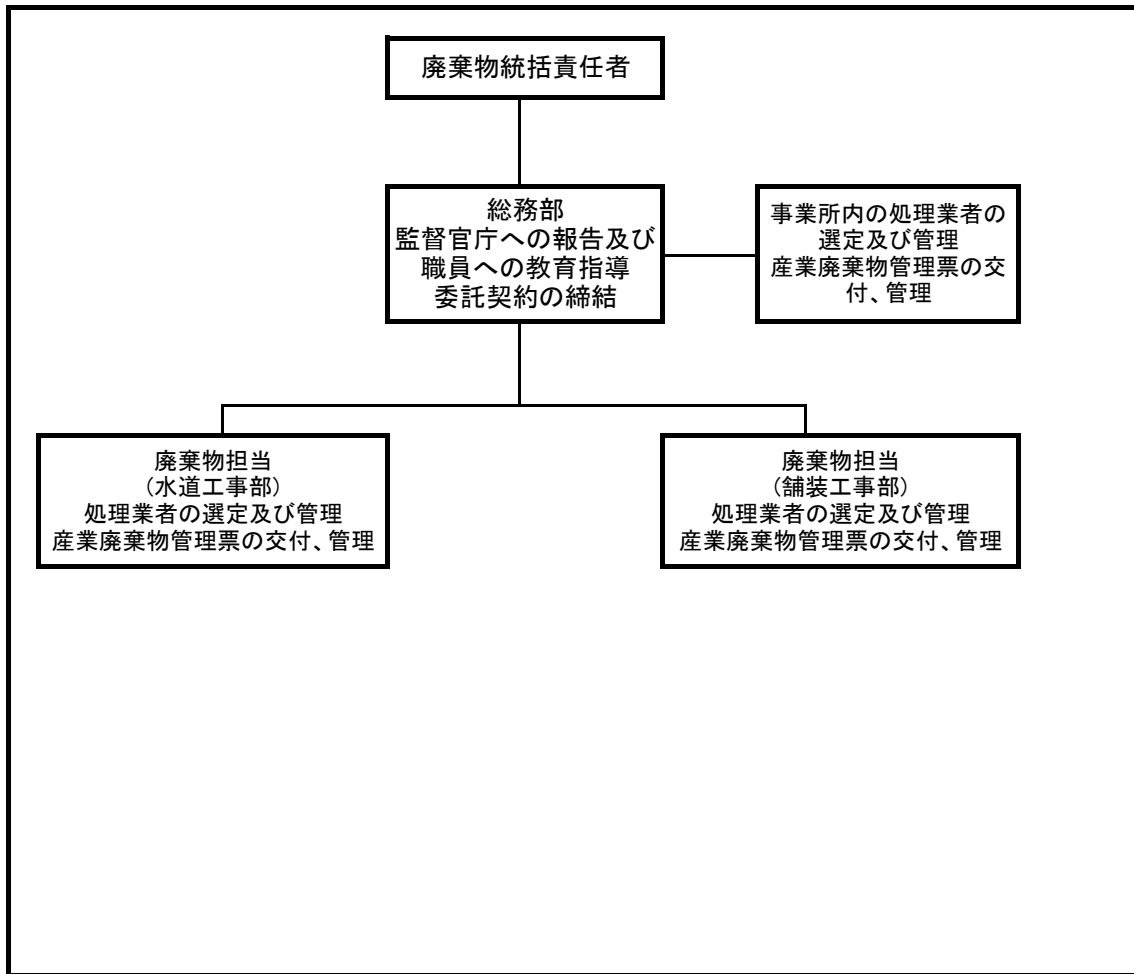 廃棄物統括責任者
総務部
監督官庁への報告及び
職員への教育指導
委託契約の締結
事業所内の処理業者の
選定及び管理
産業廃棄物管理票の交
付、管理
廃棄物担当
(水道工事部)
処理業者の選定及び管理
産業廃棄物管理票の交付、管理
廃棄物担当
(舗装工事部)
処理業者の選定及び管理
産業廃棄物管理票の交付、管理